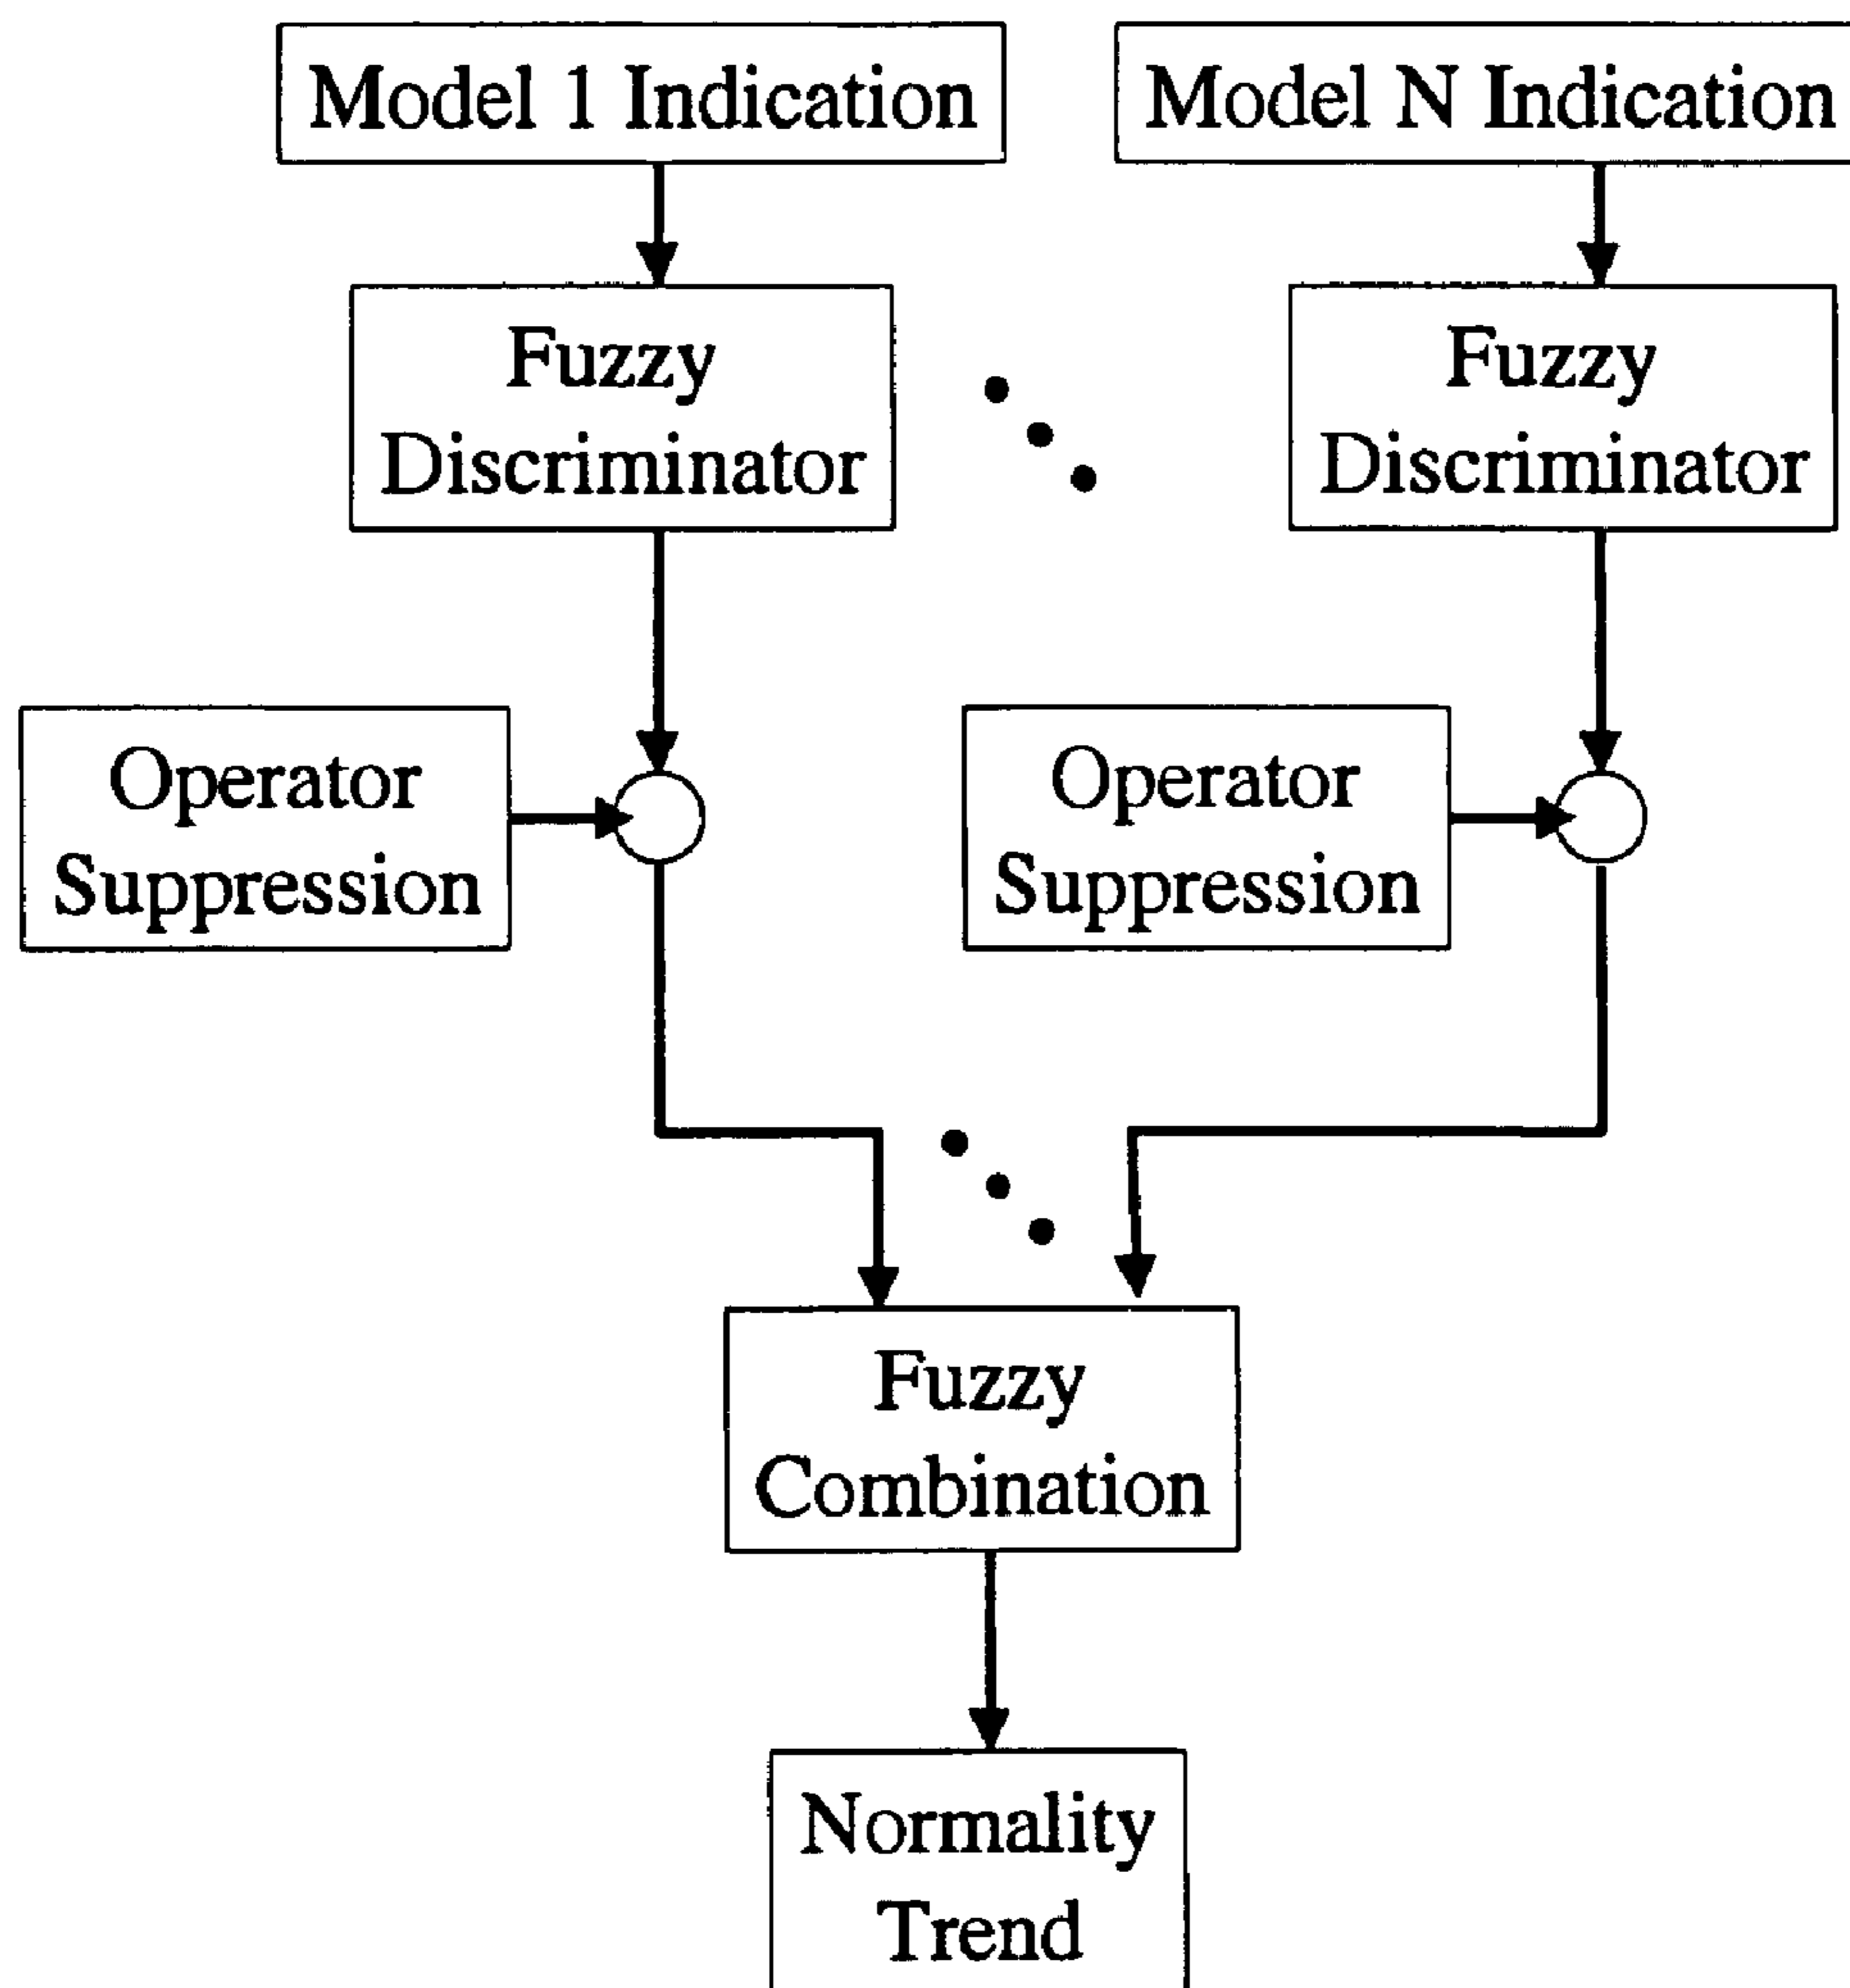 Model 1 Indication
Model N Indication
Fuzzy
Discriminator
Fuzzy
Discriminator
Operator
Suppression
Operator
Suppression
Fuzzy
Combination
Normality
Trend